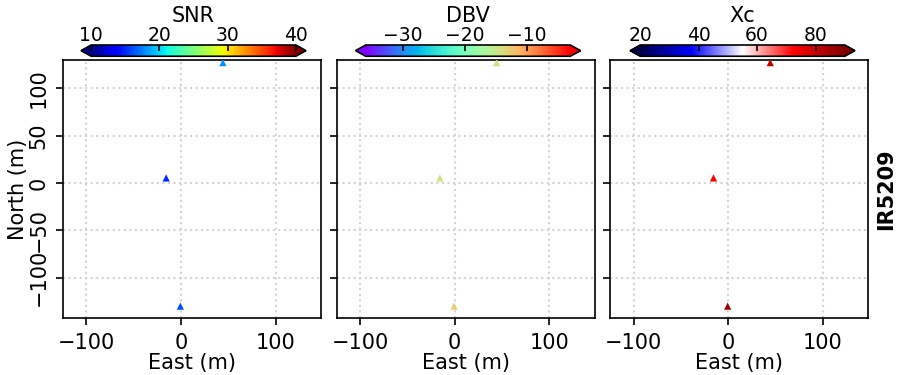 SNR DBV Xc
10 20 30 40 −30 −20 −10 20 40 60 80
100
50
0
−50
−100
North (m)
IR5209
−100 0 100 −100 0 100 −100 0 100
East (m) East (m) East (m)